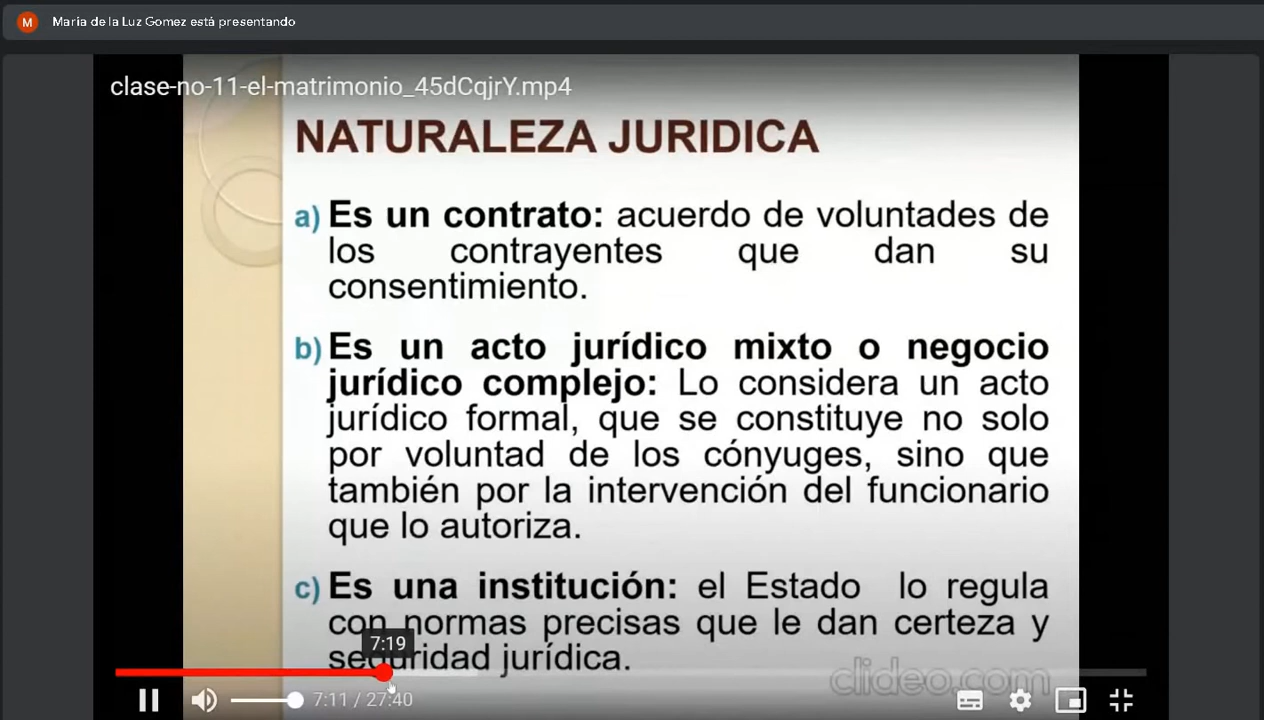 M
Maria de la Luz Gomez está presentando
clase-no-11-el-matrimonio_45dCqjrY.mp4
NATURALEZA JURIDICA
a) Es un contrato: acuerdo de voluntades de
los contrayentes que dan su
consentimiento.
b) Es un acto jurídico mixto o negocio
jurídico complejo: Lo considera un acto
jurídico formal, que se constituye no solo
por voluntad de los cónyuges, sino que
también por la intervención del funcionario
que lo autoriza.
c) Es una institución: el Estado lo regula
con normas precisas que le dan certeza y
seguridad jurídica.
7:19
clideo.com
7:11 / 27:40